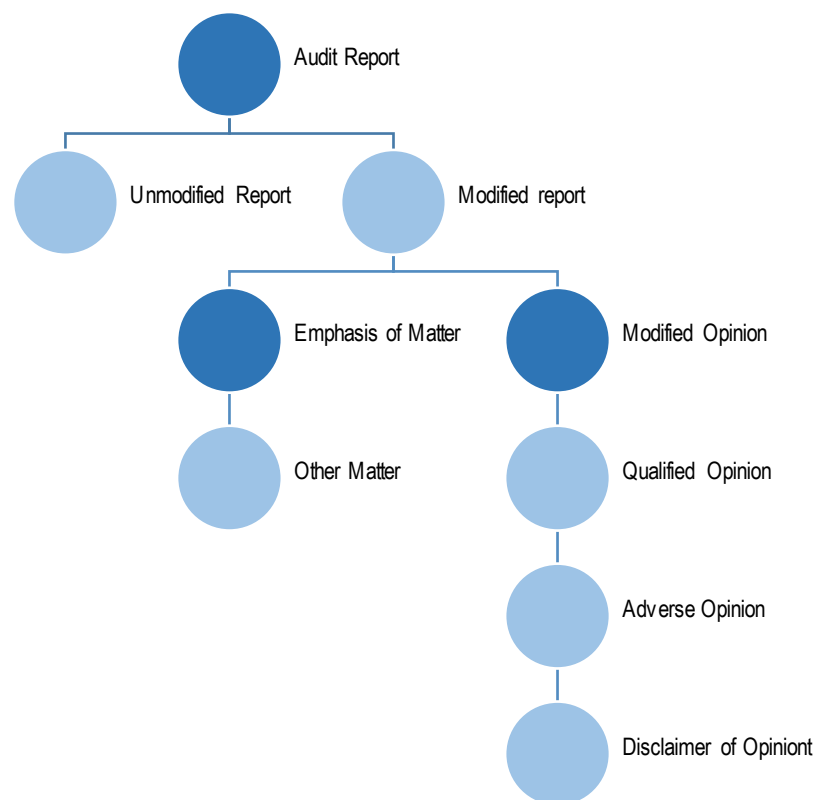 Audit Report
Unmodified Report
Modified report
Emphasis of Matter
Modified Opinion
Other Matter
Qualified Opinion
Adverse Opinion
Disclaimer of Opiniont